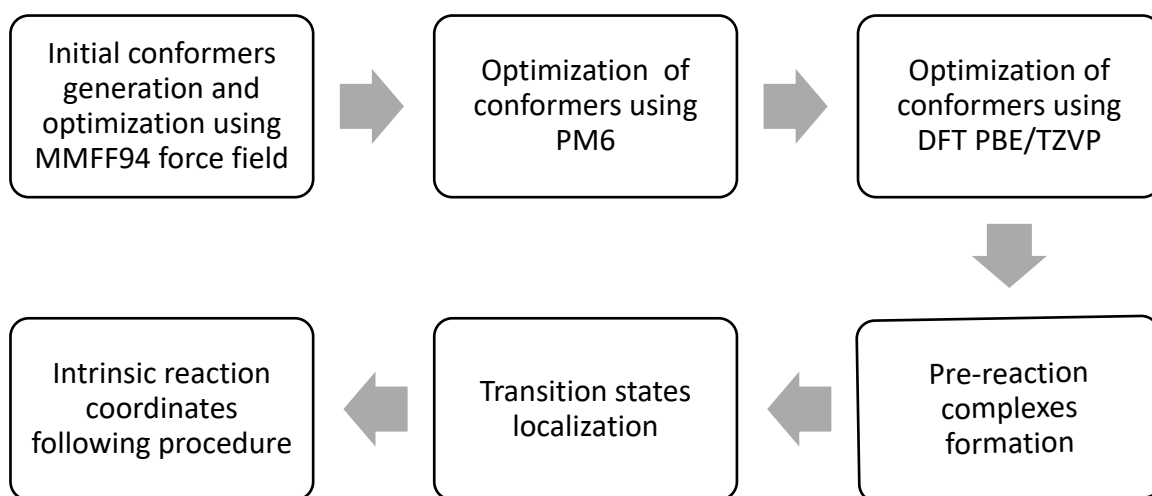 Initial conformers
generation and
optimization using
MMFF94 force field
Optimization of
conformers using
PM6
Optimization of
conformers using
DFT PBE/TZVP
Pre-reaction
complexes
formation
Transition states
localization
Intrinsic reaction
coordinates
following procedure